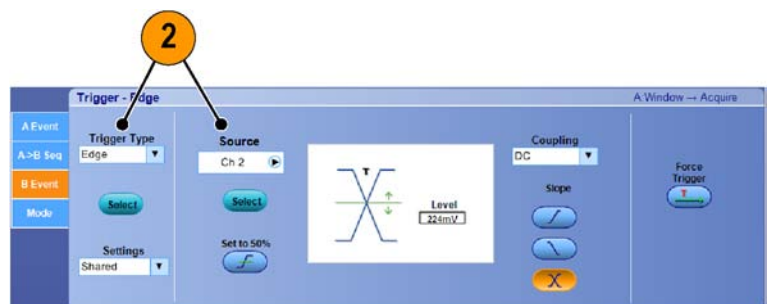 2
Trigger - Edge
A Window → Acquire
A Event
A->B Seq
B Event
Mode
Trigger Type
Edge
Select
Settings
Shared
Source
Ch 2
Select
Set to 50%
T
Level
224mV
Coupling
DC
Slope
Force
Trigger
T